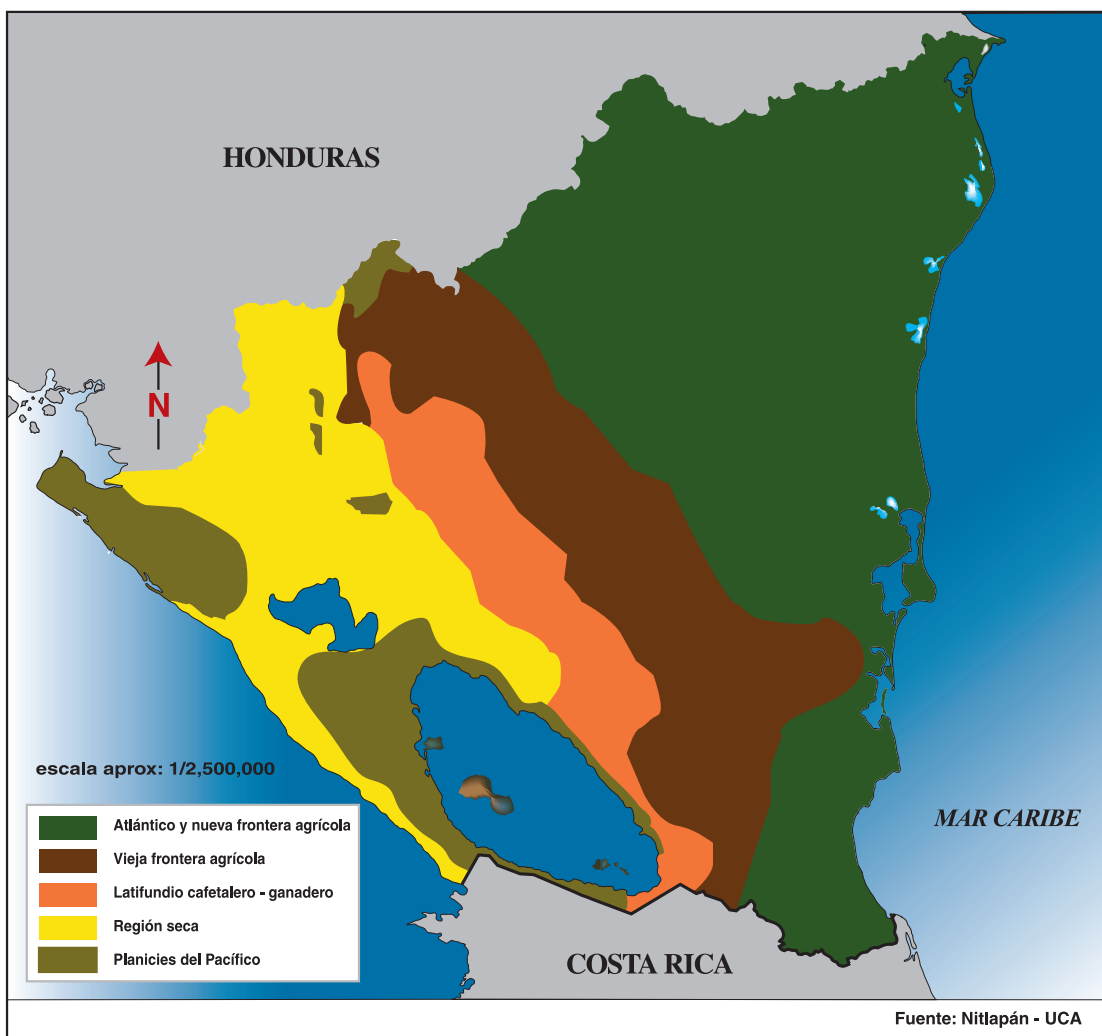 HONDURAS
N
escala aprox: 1/2,500,000
Atlántico y nueva frontera agrícola
Vieja frontera agrícola
Latifundio cafetalero - ganadero
Región seca
Planicies del Pacífico
MAR CARIBE
COSTA RICA
Fuente: Nitlapán - UCA